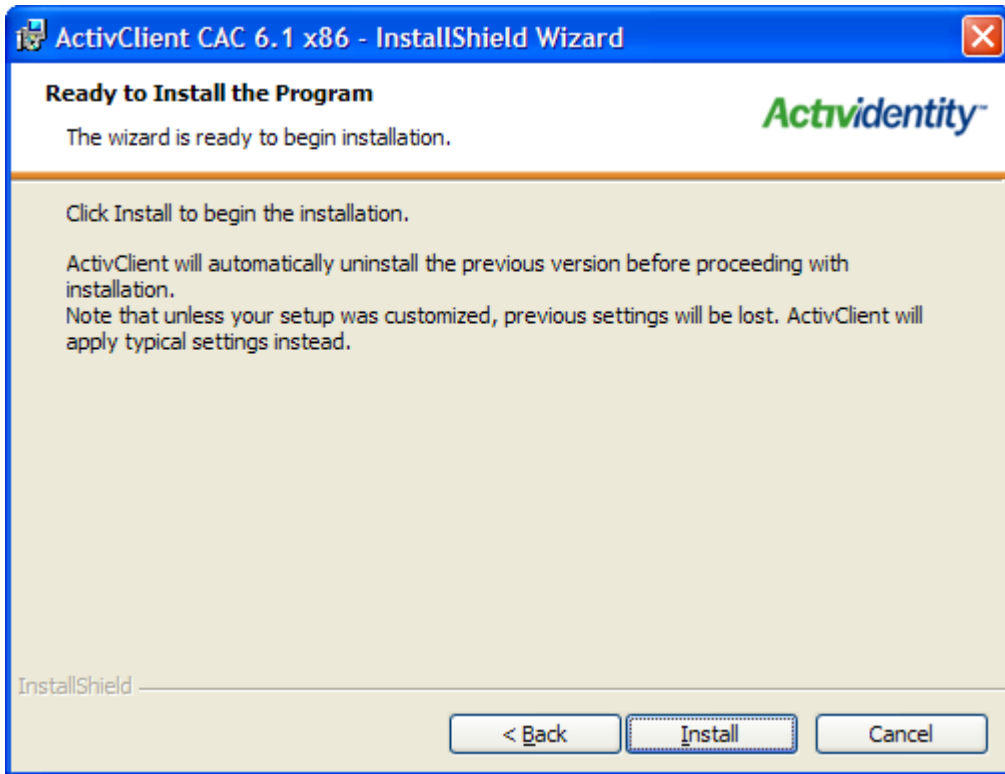 ActivClient CAC 6.1 x86 - InstallShield Wizard
Ready to Install the Program
The wizard is ready to begin installation.
Actividentity™
Click Install to begin the installation.
ActivClient will automatically uninstall the previous version before proceeding with
installation.
Note that unless your setup was customized, previous settings will be lost. ActivClient will
apply typical settings instead.
InstallShield
< Back
Install
Cancel